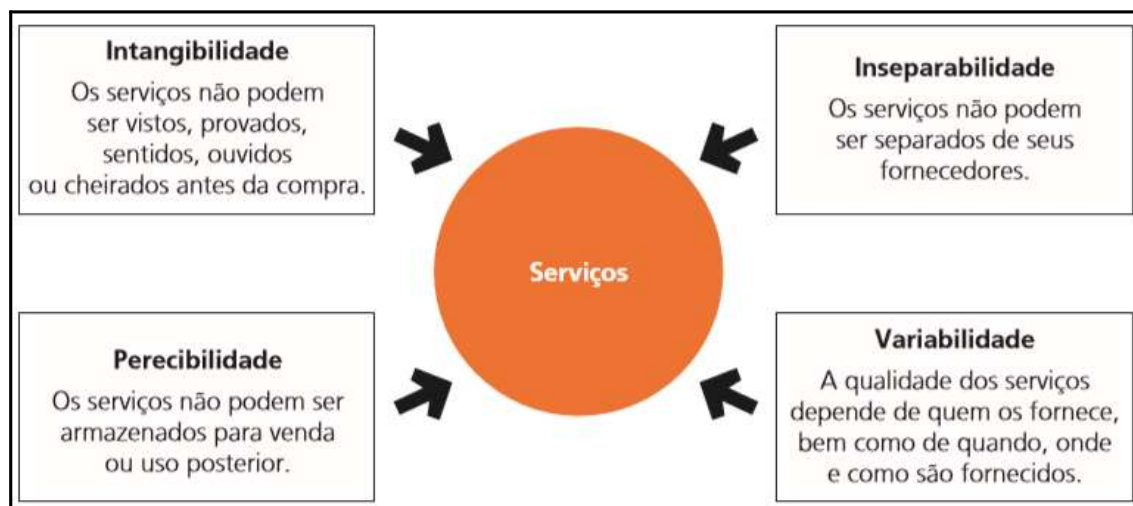 Intangibilidade
Os serviços não podem
ser vistos, provados,
sentidos, ouvidos
ou cheirados antes da compra.
Inseparabilidade
Os serviços não podem
ser separados de seus
fornecedores.
Serviços
Perecibilidade
Os serviços não podem ser
armazenados para venda
ou uso posterior.
Variabilidade
A qualidade dos serviços
depende de quem os fornece,
bem como de quando, onde
e como são fornecidos.